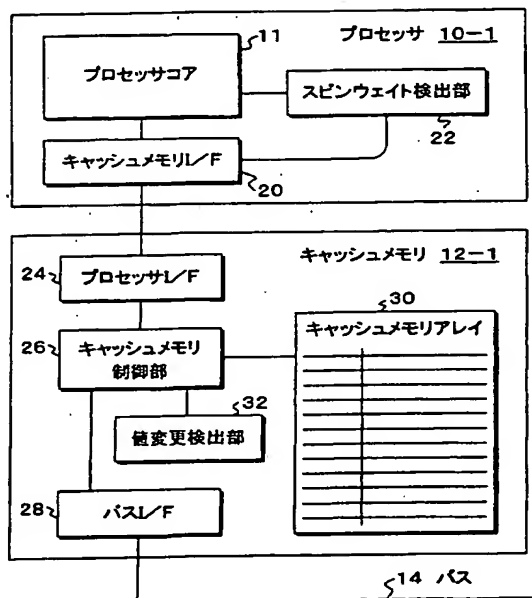 11
プロセッサ 10-1
プロセッサコア
スピンウェイト検出部
22
キャッシュメモリI/F
20
キャッシュメモリ 12-1
24
プロセッサI/F
30
キャッシュメモリアレイ
26
キャッシュメモリ
制御部
32
値変更検出部
28
バスI/F
14 バス